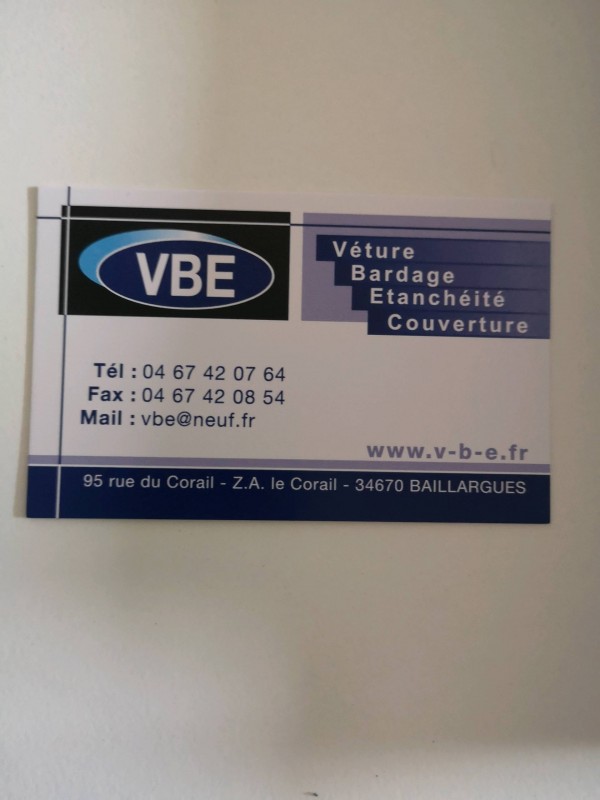 VBE
Véture
Bardage
Etanchéité
Couverture
Tél : 04 67 42 07 64
Fax : 04 67 42 08 54
Mail : vbe@neuf.fr
www.v-b-e.fr
95 rue du Corail - Z.A. le Corail - 34670 BAILLARGUES